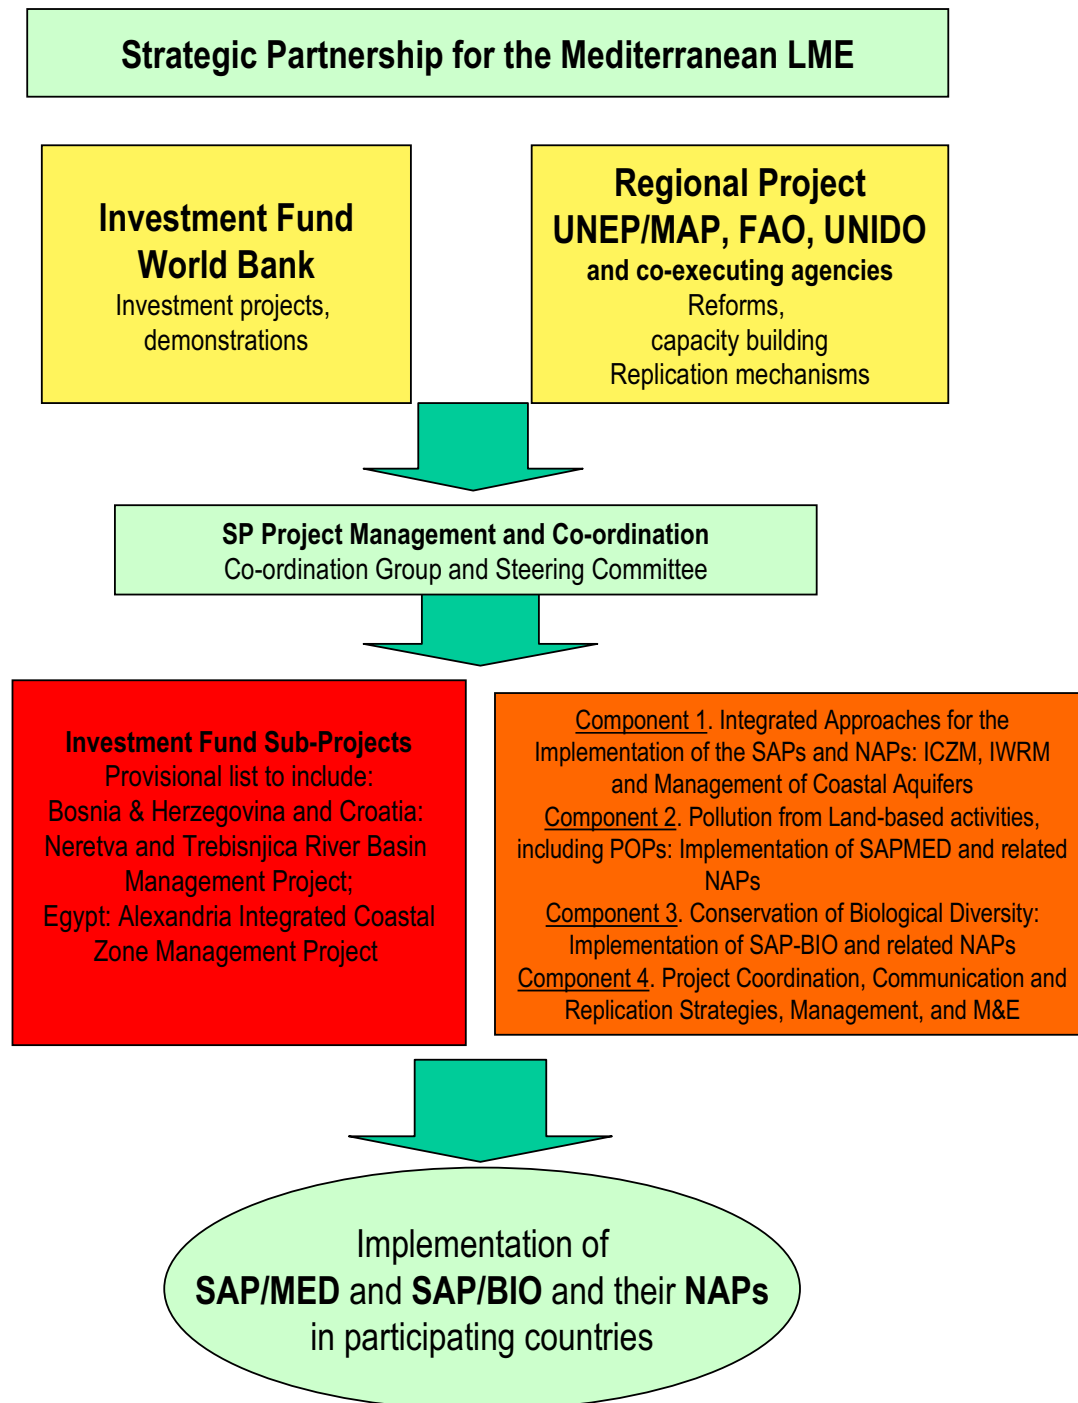 Strategic Partnership for the Mediterranean LME
Investment Fund
World Bank
Investment projects,
demonstrations
Regional Project
UNEP/MAP, FAO, UNIDO
and co-executing agencies
Reforms,
capacity building
Replication mechanisms
SP Project Management and Co-ordination
Co-ordination Group and Steering Committee
Investment Fund Sub-Projects
Provisional list to include:
Bosnia & Herzegovina and Croatia:
Neretva and Trebisnjica River Basin
Management Project;
Egypt: Alexandria Integrated Coastal
Zone Management Project
Component 1. Integrated Approaches for the
Implementation of the SAPs and NAPs: ICZM, IWRM
and Management of Coastal Aquifers
Component 2. Pollution from Land-based activities,
including POPs: Implementation of SAPMED and related
NAPs
Component 3. Conservation of Biological Diversity:
Implementation of SAP-BIO and related NAPs
Component 4. Project Coordination, Communication and
Replication Strategies, Management, and M&E
Implementation of
SAP/MED and SAP/BIO and their NAPs
in participating countries